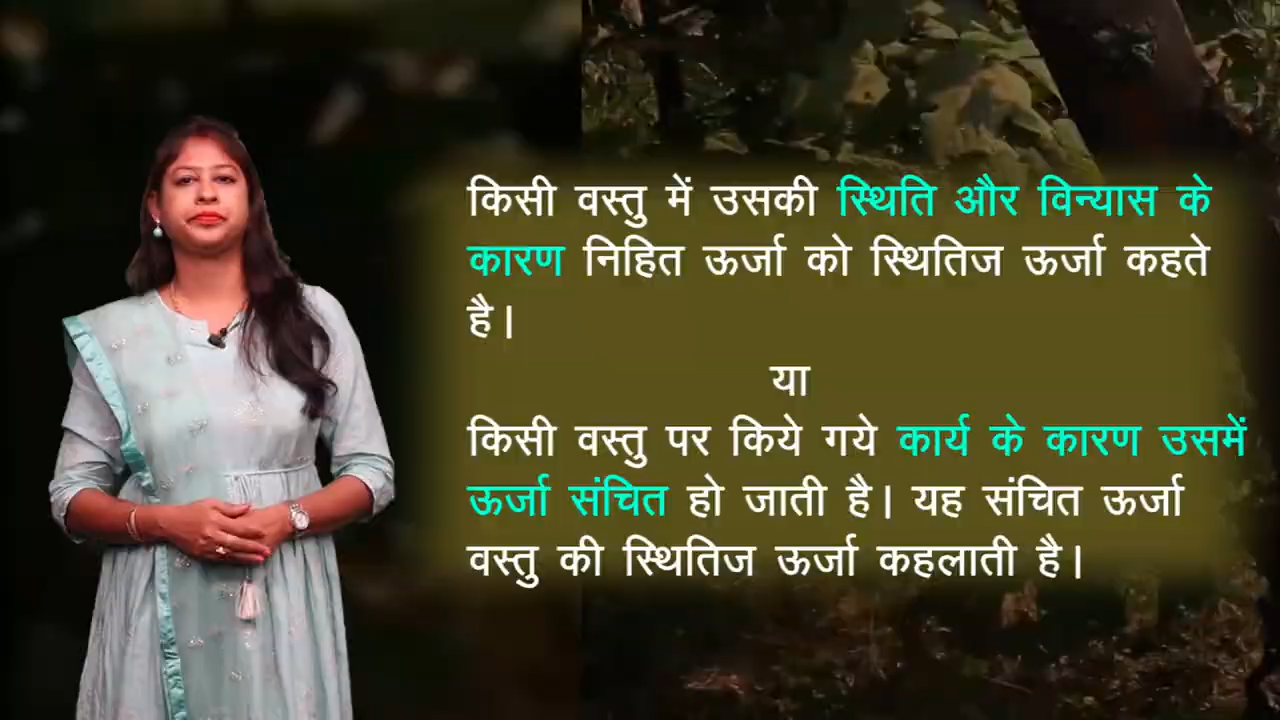 किसी वस्तु में उसकी स्थिति और विन्यास के
कारण निहित ऊर्जा को स्थितिज ऊर्जा कहते
है।
या
किसी वस्तु पर किये गये कार्य के कारण उसमें
ऊर्जा संचित हो जाती है। यह संचित ऊर्जा
वस्तु की स्थितिज ऊर्जा कहलाती है।